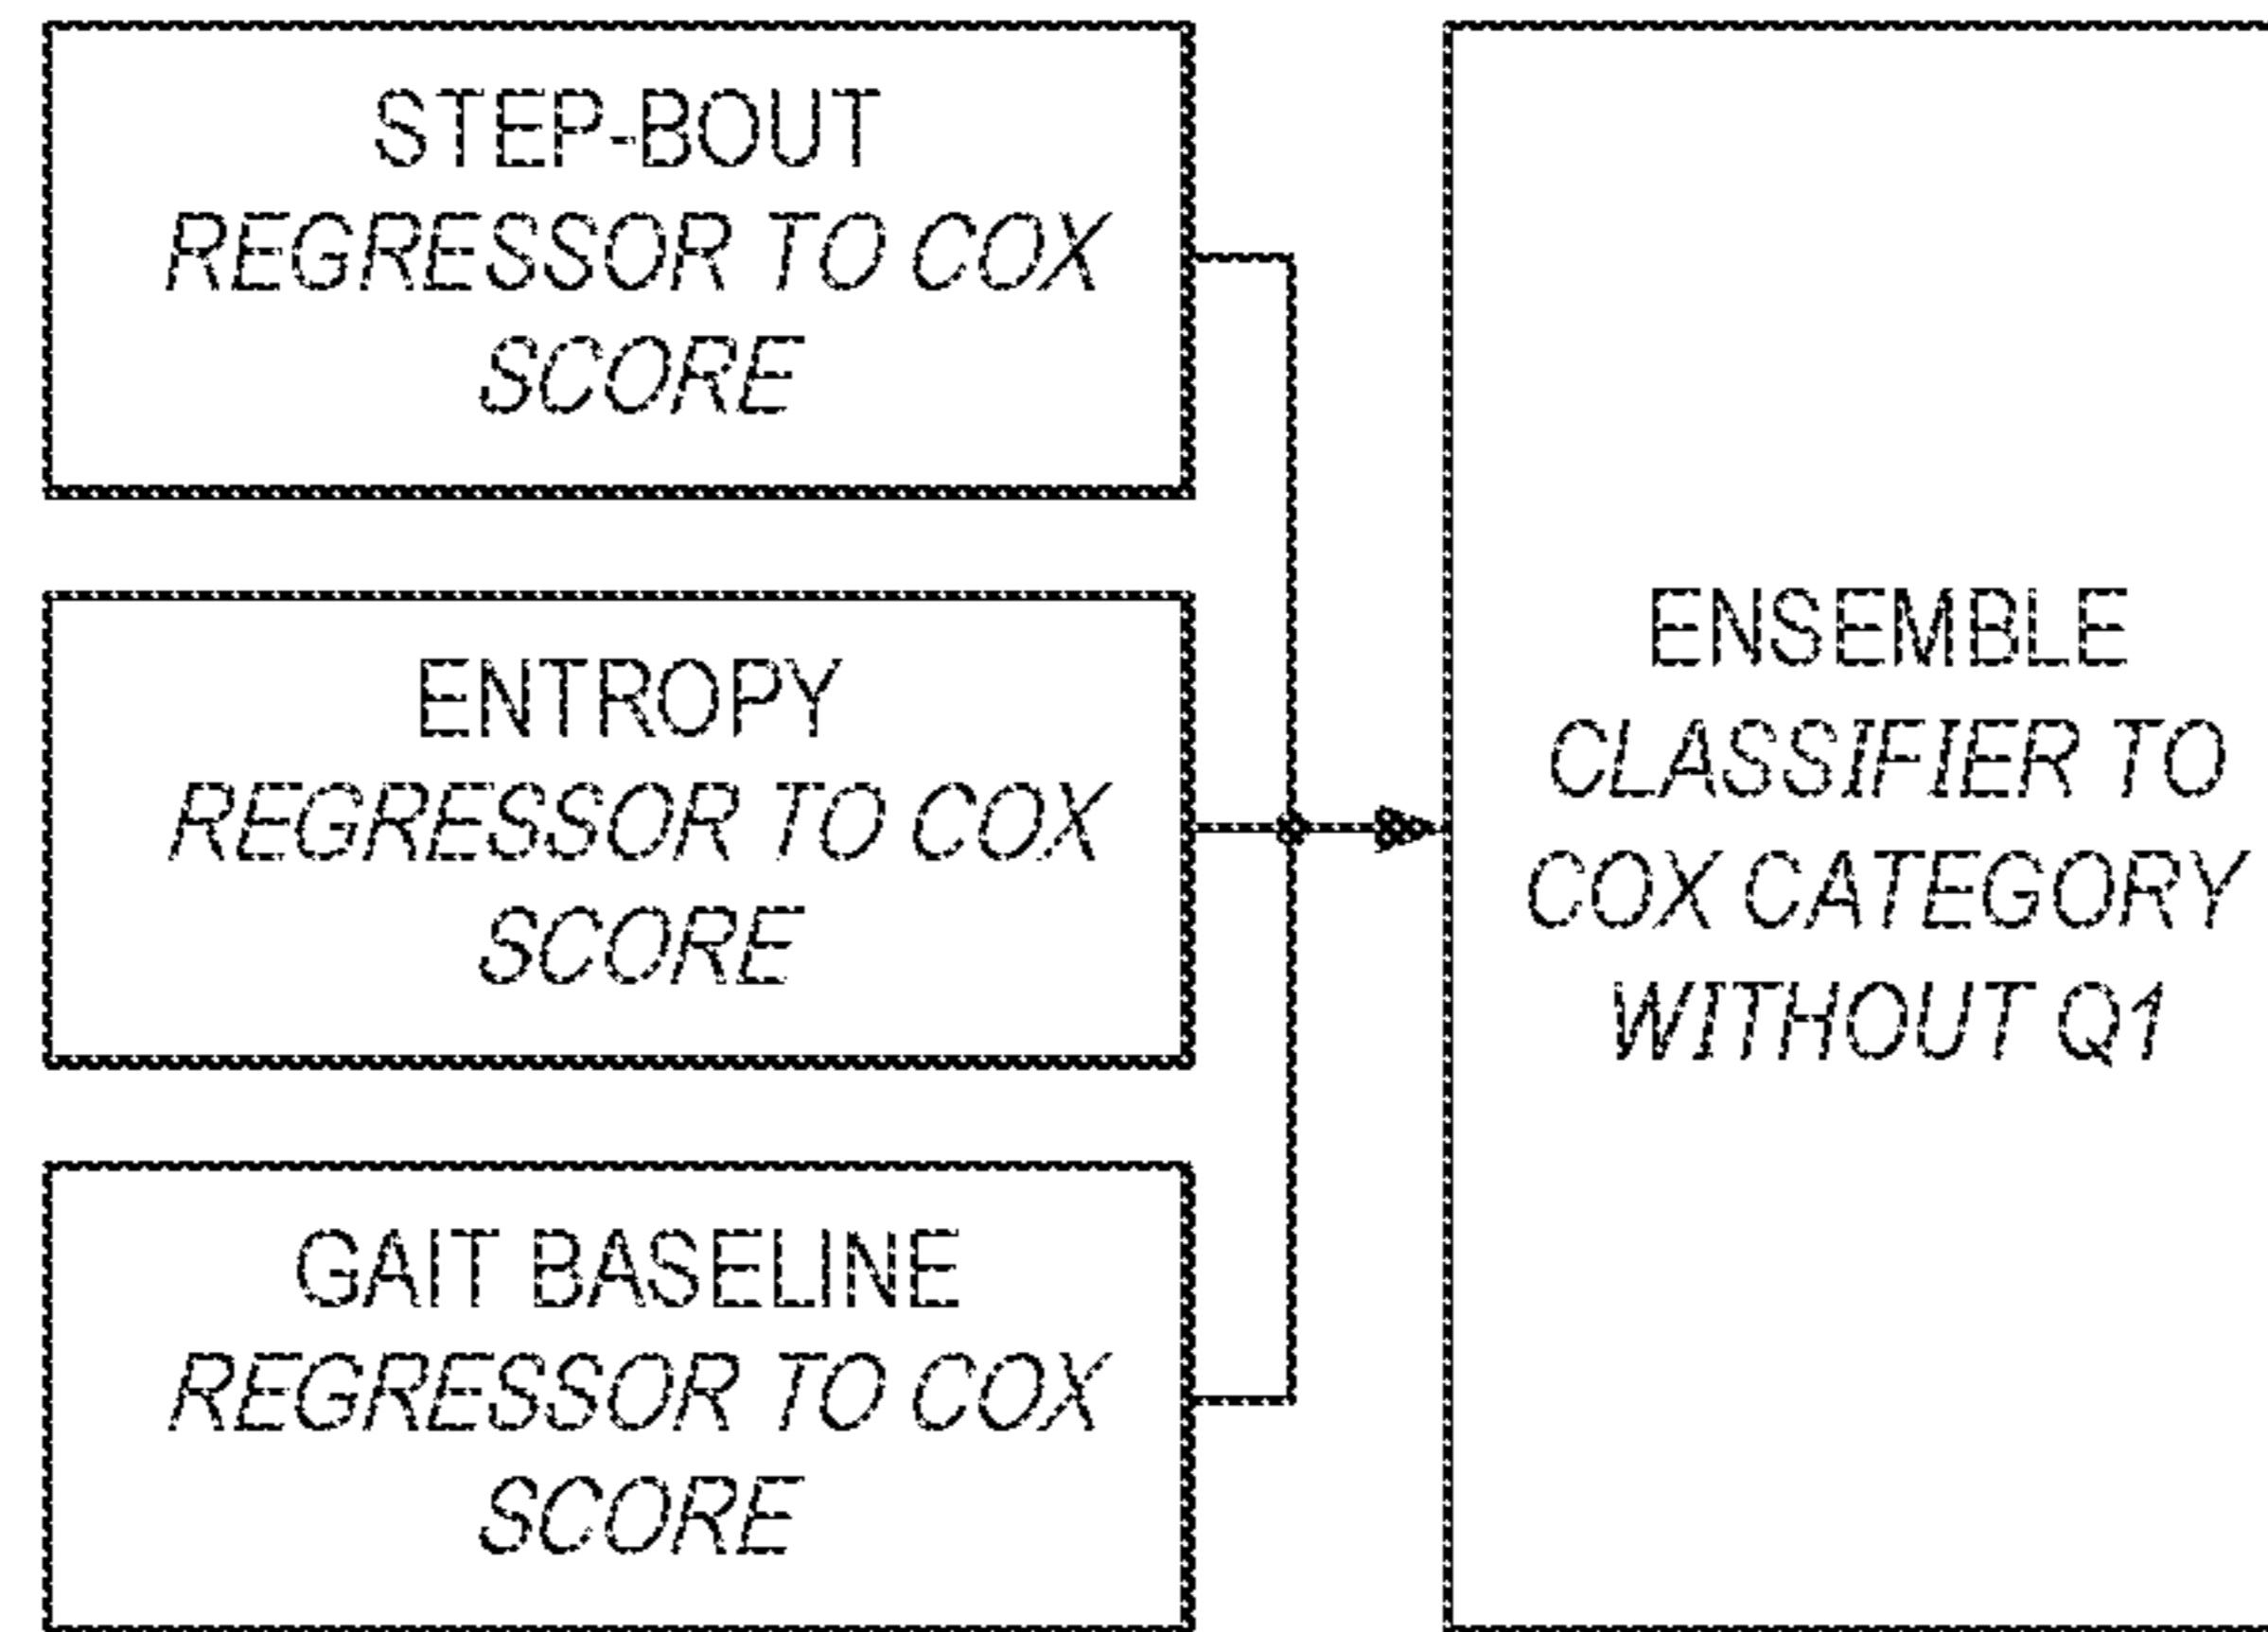 STEP-BOUT
REGRESSOR TO COX
SCORE
ENTROPY
REGRESSOR TO COX
SCORE
GAIT BASELINE
REGRESSOR TO COX
SCORE
ENSEMBLE
CLASSIFIER TO
COX CATEGORY
WITHOUT Q1